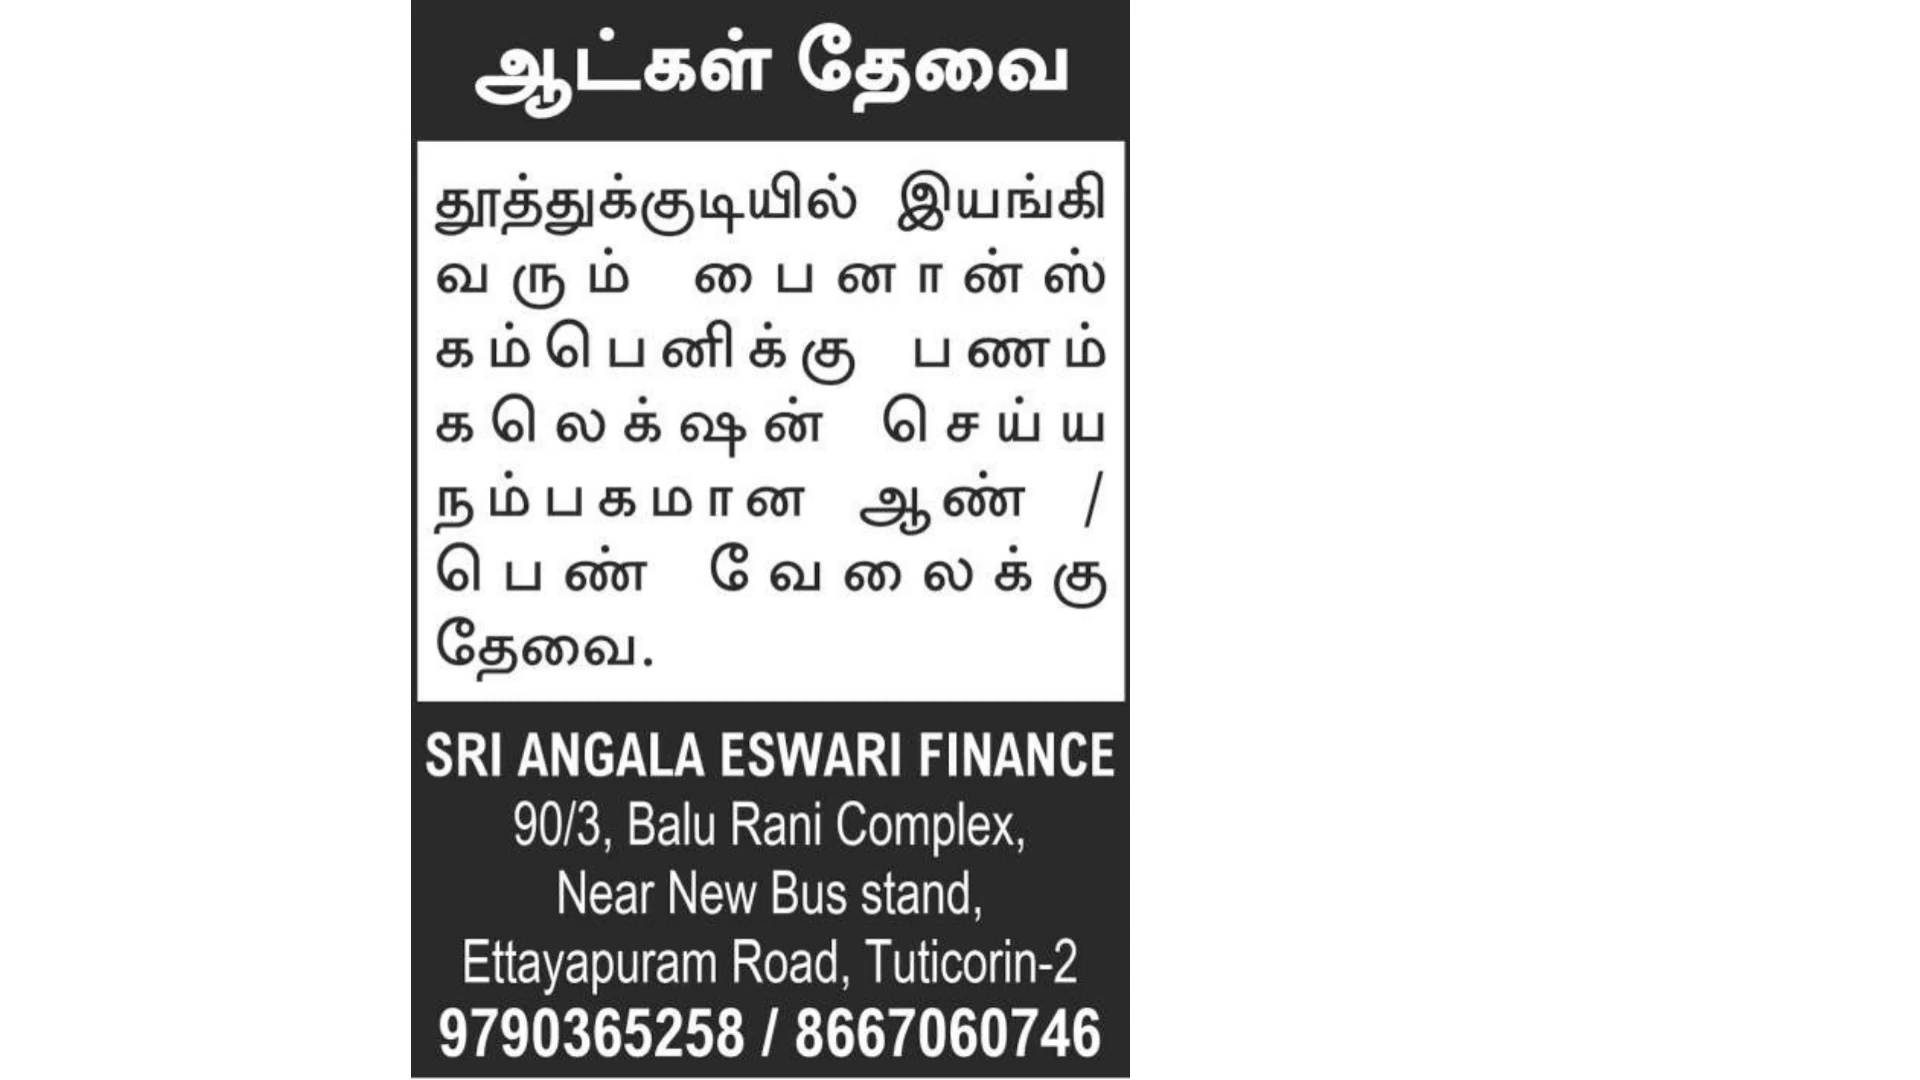 ஆட்கள் தேவை
தூத்துக்குடியில் இயங்கி
வரும் பைனான்ஸ்
கம்பெனிக்கு பணம்
கலெக்ஷன் செய்ய
நம்பகமான ஆண் /
பெண் வேலைக்கு
தேவை.
SRI ANGALA ESWARI FINANCE
90/3, Balu Rani Complex,
Near New Bus stand,
Ettayapuram Road, Tuticorin-2
9790365258 / 8667060746